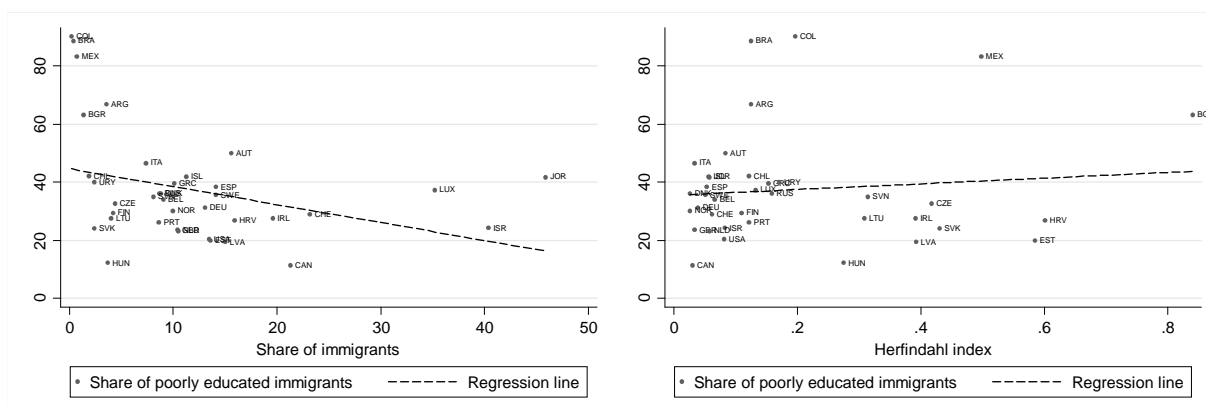 COL
BRA
MEX
80
ARG
BGR
60
AUT
ITA
CHL
ISL
JOR
40
URY
GRC
ESP
LUX
BEL
CZE
DEU
FIN
NOR
CHE
LTU
PRT
HRV
IRL
SVK
ISR
20
USA
LVA
HUN
CAN
0
0 10 20 30 40 50
Share of immigrants
Share of poorly educated immigrants Regression line
BRA COL
MEX
80
ARG
60
AUT
ITA
CHL
40
ESP
URY
LUX
DNK
RUS
BEL
SVN
DEU
CZE
NOR
CHE
FIN
LTU
IRL
HRV
PRT
GBR
NLD
ISR
SVK
20
USA
LVA
EST
CAN
HUN
0
0 .2 .4 .6 .8
Herfindahl index
Share of poorly educated immigrants Regression line